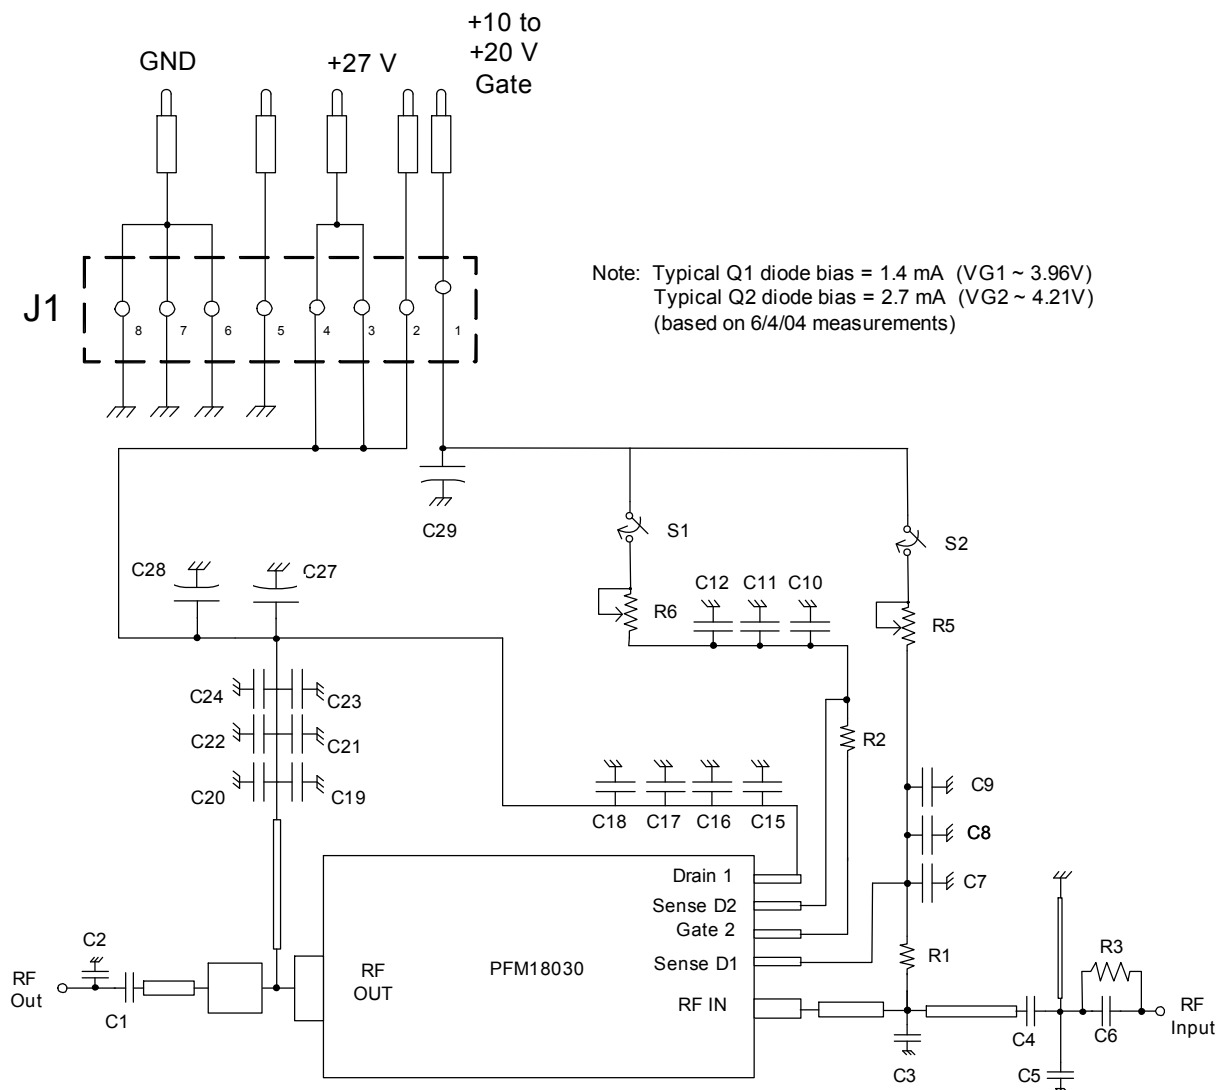 +10 to
+20 V
Gate
GND
+27 V
J1
8
7
6
5
4
3
2
1
Note: Typical Q1 diode bias = 1.4 mA (VG1 ~ 3.96V)
Typical Q2 diode bias = 2.7 mA (VG2 ~ 4.21V)
(based on 6/4/04 measurements)
C29
S1
S2
C28
C27
C12
C11
C10
R6
R5
C24
C23
C22
C21
C20
C19
R2
C18
C17
C16
C15
C9
C8
C7
Drain 1
Sense D2
Gate 2
Sense D1
RF IN
PFM18030
RF
OUT
C2
RF
Out
C1
R1
R3
RF
Input
C4
C6
C3
C5